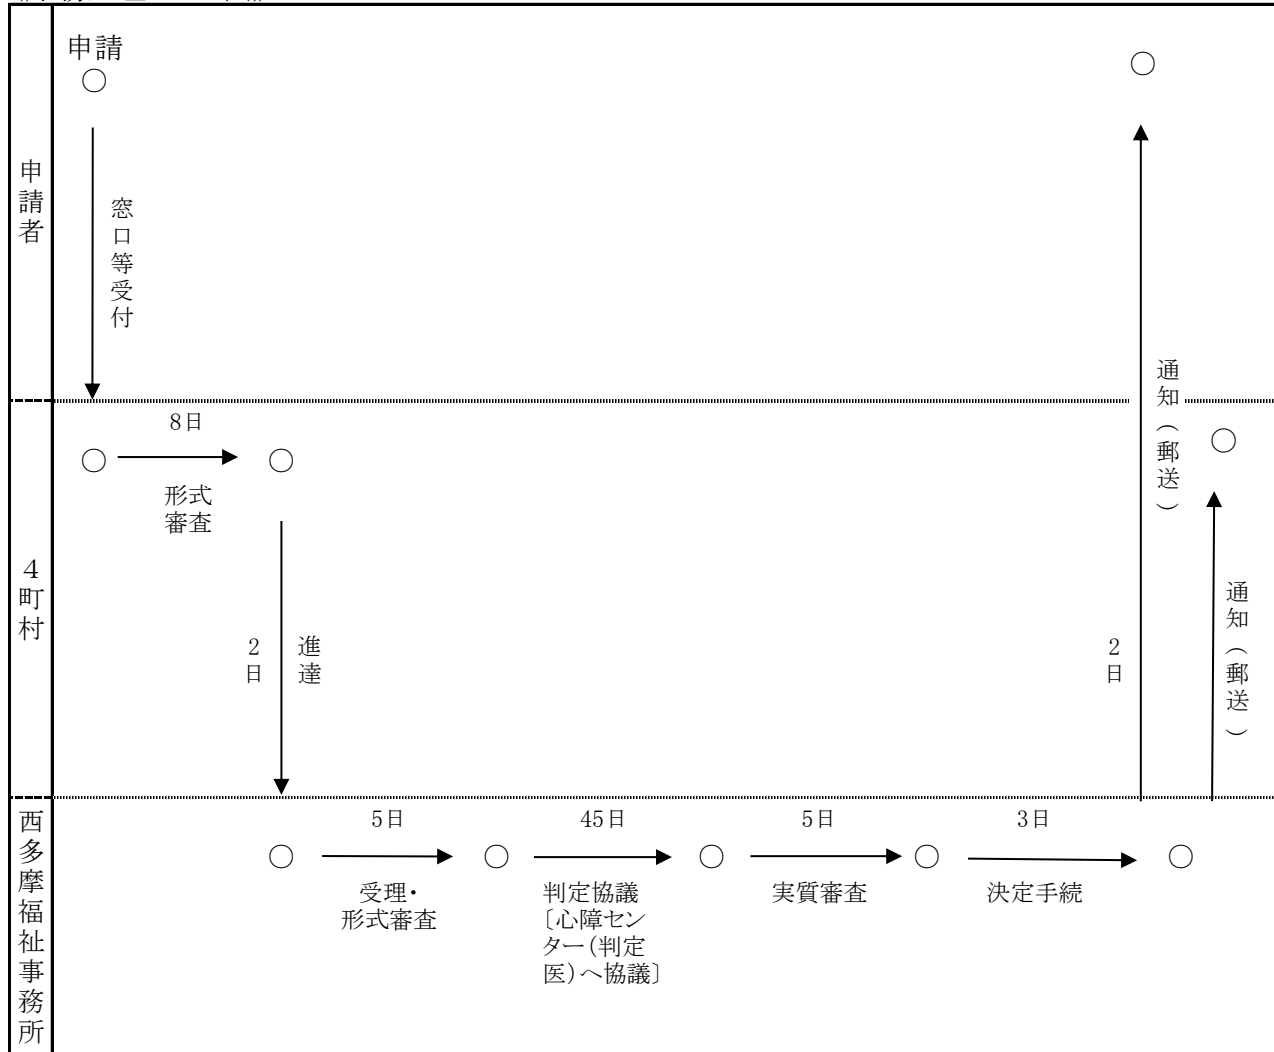 申請
申請者
窓口等受付
通知（郵送）
8日
形式
審査
4町村
2日
進達
2日
通知（郵送）
西多摩福祉事務所
5日
45日
5日
3日
受理・
形式審査
判定協議
〔心障セン
ター（判定
医）へ協議〕
実質審査
決定手続